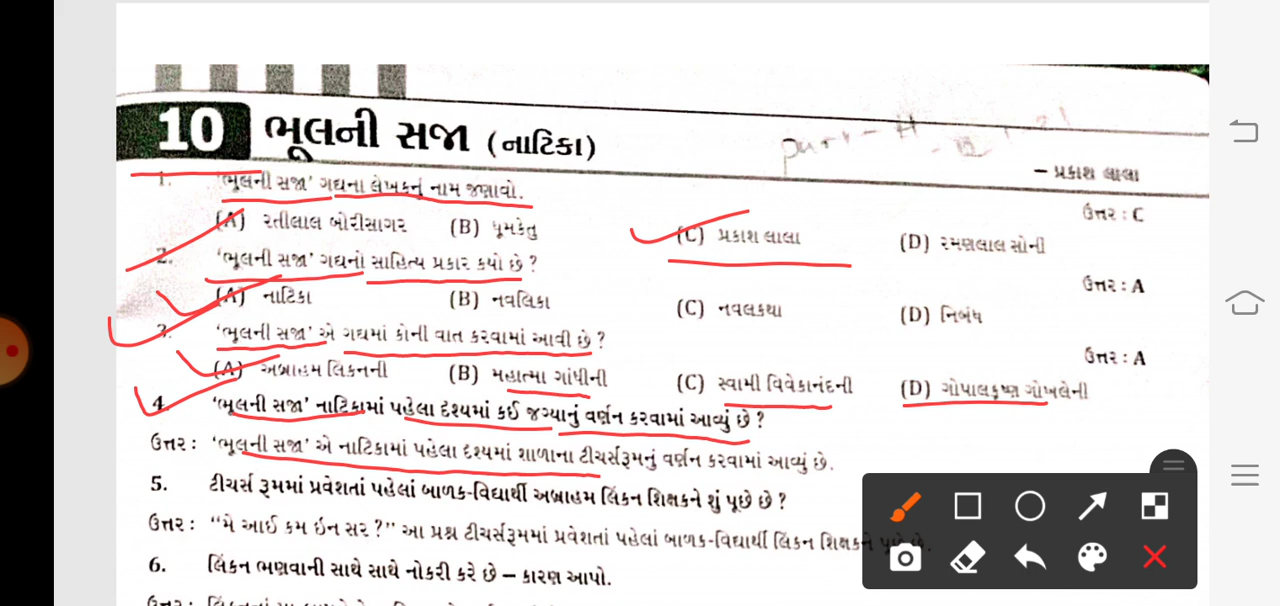 10 ભૂલની સજા (નાટિકા)
– પ્રકાશ લાલા
1. 'ભૂલની સજા' ગદ્યના લેખકનું નામ જણાવો.
ઉત્તર : C
(A) રતીલાલ બોરીસાગર (B) ધૂમકેતુ (C) પ્રકાશ લાલા (D) રમણલાલ સોની
2. 'ભૂલની સજા' ગદ્યનો સાહિત્ય પ્રકાર કયો છે ?
ઉત્તર : A
(A) નાટિકા (B) નવલિકા (C) નવલકથા (D) નિબંધ
3. 'ભૂલની સજા' એ ગદ્યમાં કોની વાત કરવામાં આવી છે ?
ઉત્તર : A
(A) અબ્રાહમ લિંકનની (B) મહાત્મા ગાંધીની (C) સ્વામી વિવેકાનંદની (D) ગોપાલકૃષ્ણ ગોખલેની
4. 'ભૂલની સજા' નાટિકામાં પહેલા દશ્યમાં કઈ જગ્યાનું વર્ણન કરવામાં આવ્યું છે ?
ઉત્તર : 'ભૂલની સજા' એ નાટિકામાં પહેલા દશ્યમાં શાળાના ટીચર્સરૂમનું વર્ણન કરવામાં આવ્યું છે.
5. ટીચર્સ રૂમમાં પ્રવેશતાં પહેલાં બાળક-વિદ્યાર્થી અબ્રાહમ લિંકન શિક્ષકને શું પૂછે છે ?
ઉત્તર : "મે આઈ કમ ઇન સર ?" આ પ્રશ્ન ટીચર્સરૂમમાં પ્રવેશતાં પહેલાં બાળક-વિદ્યાર્થી લિંકન શિક્ષકને પૂછે છે.
6. લિંકન ભણવાની સાથે સાથે નોકરી કરે છે – કારણ આપો.